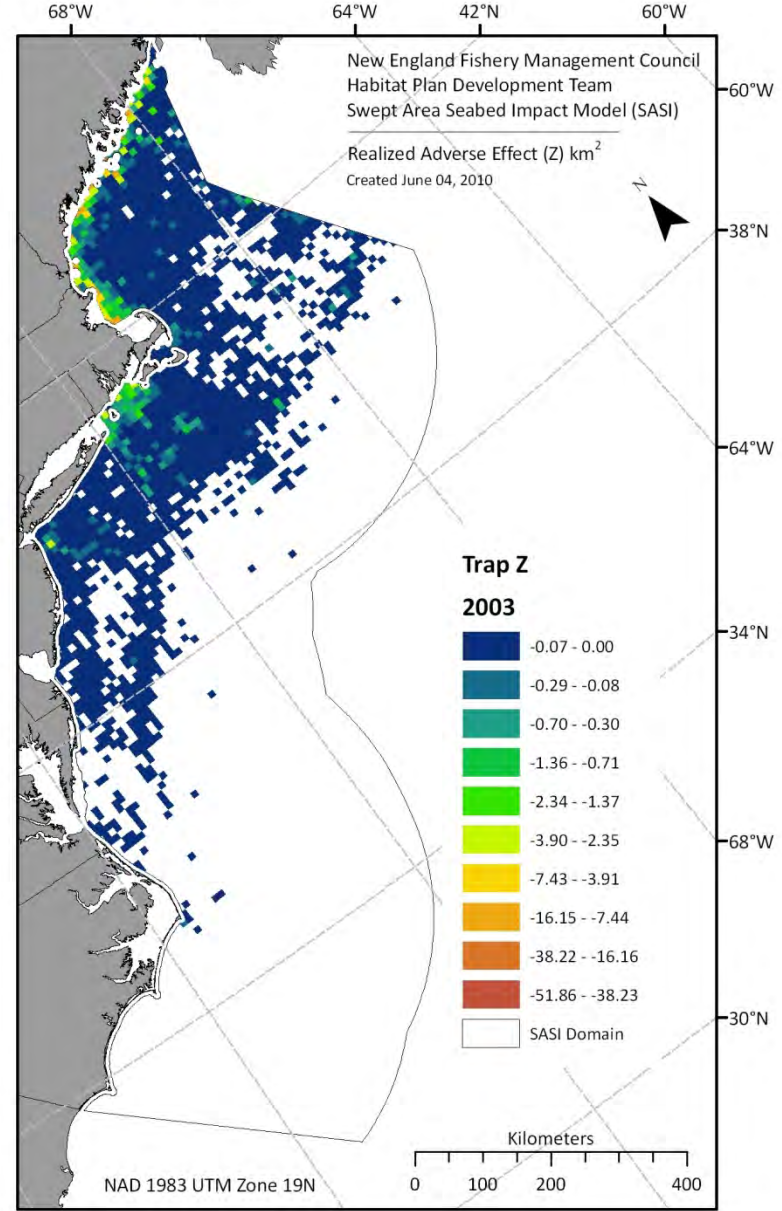 68°W 64°W 42°N 60°W
New England Fishery Management Council
Habitat Plan Development Team
Swept Area Seabed Impact Model (SASI)
Realized Adverse Effect (Z) km²
Created June 04, 2010
N
60°W
38°N
64°W
34°N
68°W
30°N
Trap Z
2003
-0.07 - 0.00
-0.29 - -0.08
-0.70 - -0.30
-1.36 - -0.71
-2.34 - -1.37
-3.90 - -2.35
-7.43 - -3.91
-16.15 - -7.44
-38.22 - -16.16
-51.86 - -38.23
SASI Domain
Kilometers
0 100 200 400
NAD 1983 UTM Zone 19N